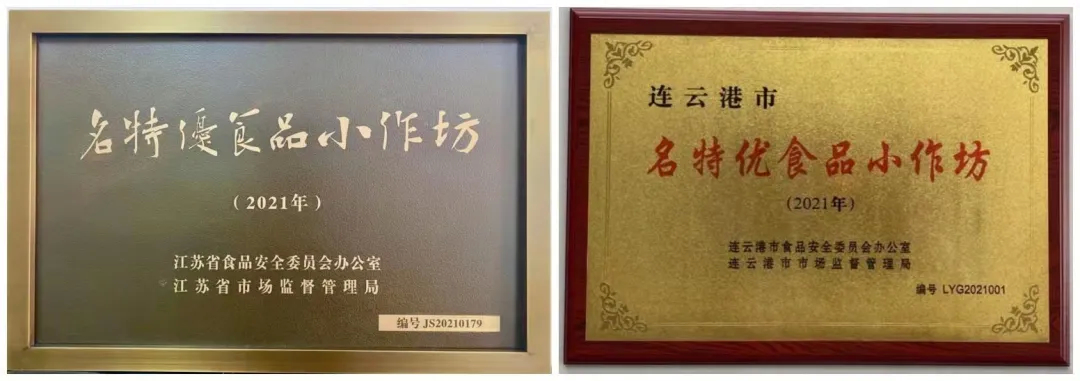 名特優食品小作坊
（2021年）
江苏省食品安全委员会办公室
江苏省市场监督管理局
编号 JS20210179
连云港市
名特优食品小作坊
（2021年）
连云港市食品安全委员会办公室
连云港市市场监督管理局
编号 LYG2021001